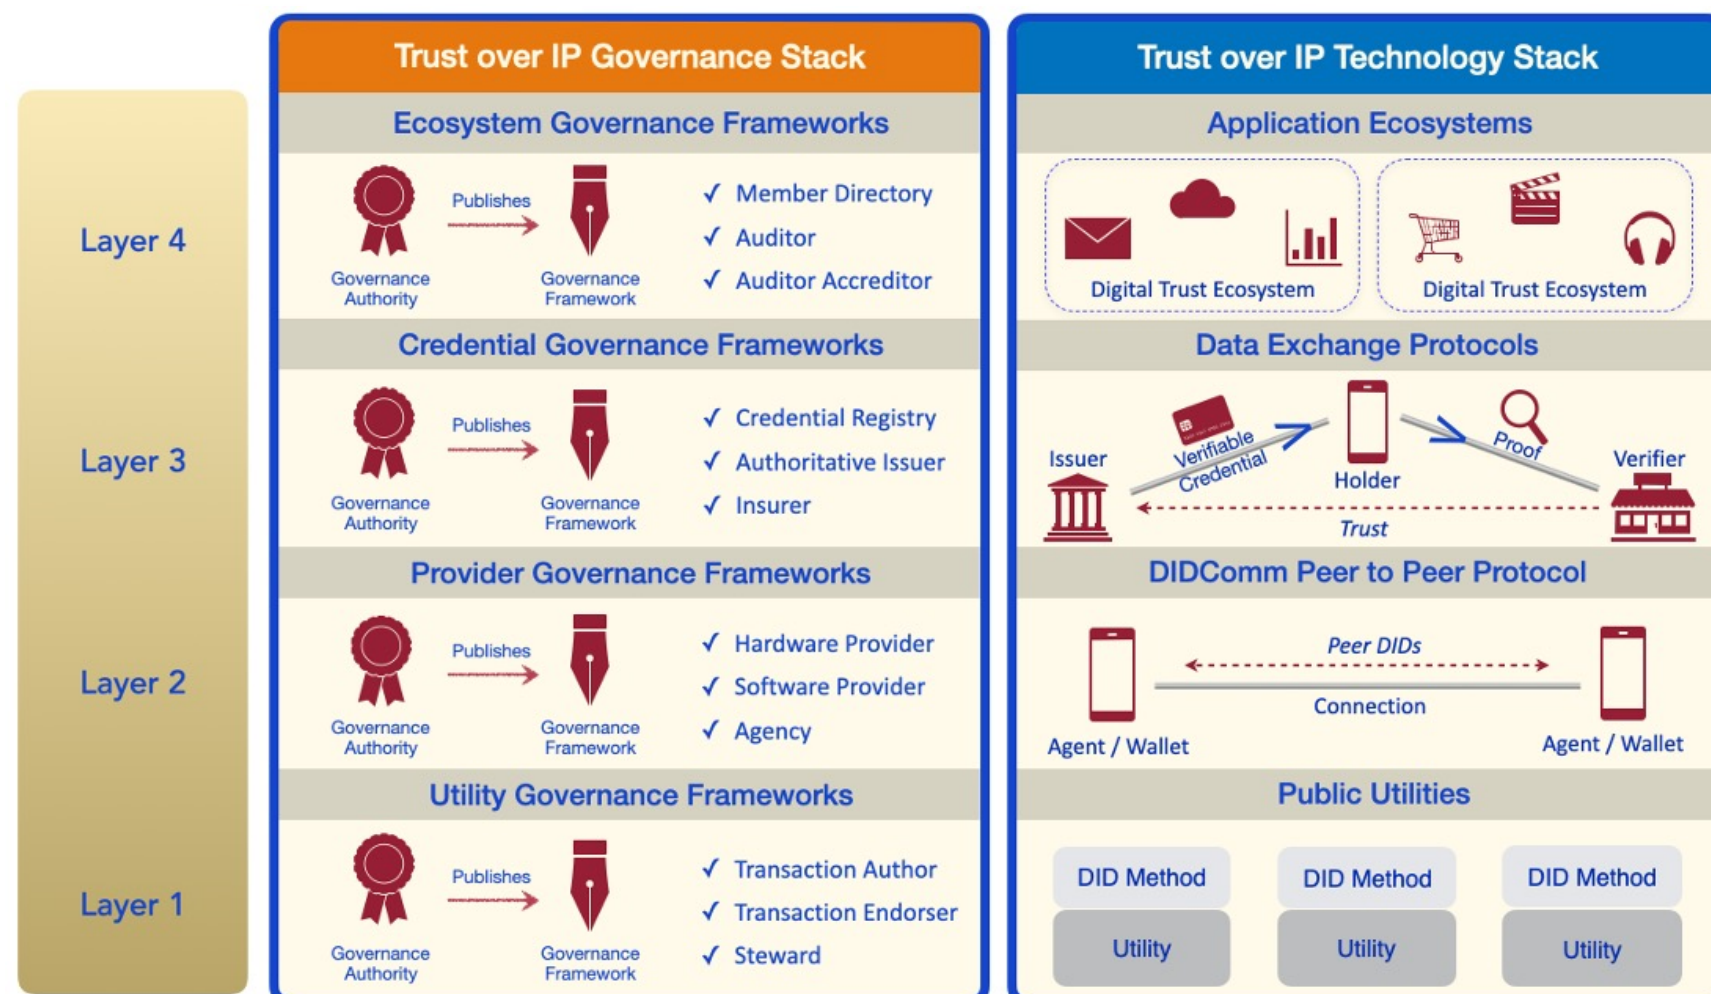 Trust over IP Governance Stack
Trust over IP Technology Stack
Layer 4
Ecosystem Governance Frameworks
Publishes
Governance
Authority
Governance
Framework
✓ Member Directory
✓ Auditor
✓ Auditor Accreditor
Application Ecosystems
Digital Trust Ecosystem
Digital Trust Ecosystem
Layer 3
Credential Governance Frameworks
Publishes
Governance
Authority
Governance
Framework
✓ Credential Registry
✓ Authoritative Issuer
✓ Insurer
Data Exchange Protocols
Issuer
Verifiable
Credential
Holder
Proof
Verifier
Trust
Layer 2
Provider Governance Frameworks
Publishes
Governance
Authority
Governance
Framework
✓ Hardware Provider
✓ Software Provider
✓ Agency
DIDComm Peer to Peer Protocol
Peer DIDs
Connection
Agent / Wallet
Agent / Wallet
Layer 1
Utility Governance Frameworks
Publishes
Governance
Authority
Governance
Framework
✓ Transaction Author
✓ Transaction Endorser
✓ Steward
Public Utilities
DID Method
DID Method
DID Method
Utility
Utility
Utility